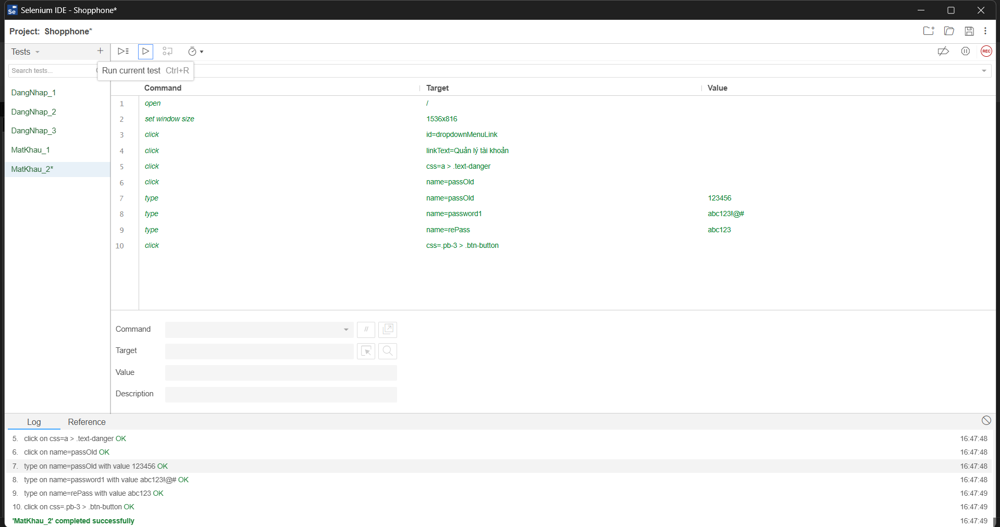 Selenium IDE - Shopphone*
Project: Shopphone*
Tests
REC
Search tests...
Run current test Ctrl+R
Command Target Value
DangNhap_1
DangNhap_2
DangNhap_3
MatKhau_1
MatKhau_2*
1 open /
2 set window size 1536x816
3 click id=dropdownMenuLink
4 click linkText=Quản lý tài khoản
5 click css=a > .text-danger
6 click name=passOld
7 type name=passOld 123456
8 type name=password1 abc123!@#
9 type name=rePass abc123
10 click css=.pb-3 > .btn-button
Command //
Target
Value
Description
Log Reference
5. click on css=a > .text-danger OK 16:47:48
6. click on name=passOld OK 16:47:48
7. type on name=passOld with value 123456 OK 16:47:48
8. type on name=password1 with value abc123!@# OK 16:47:48
9. type on name=rePass with value abc123 OK 16:47:49
10. click on css=.pb-3 > .btn-button OK 16:47:49
'MatKhau_2' completed successfully 16:47:49